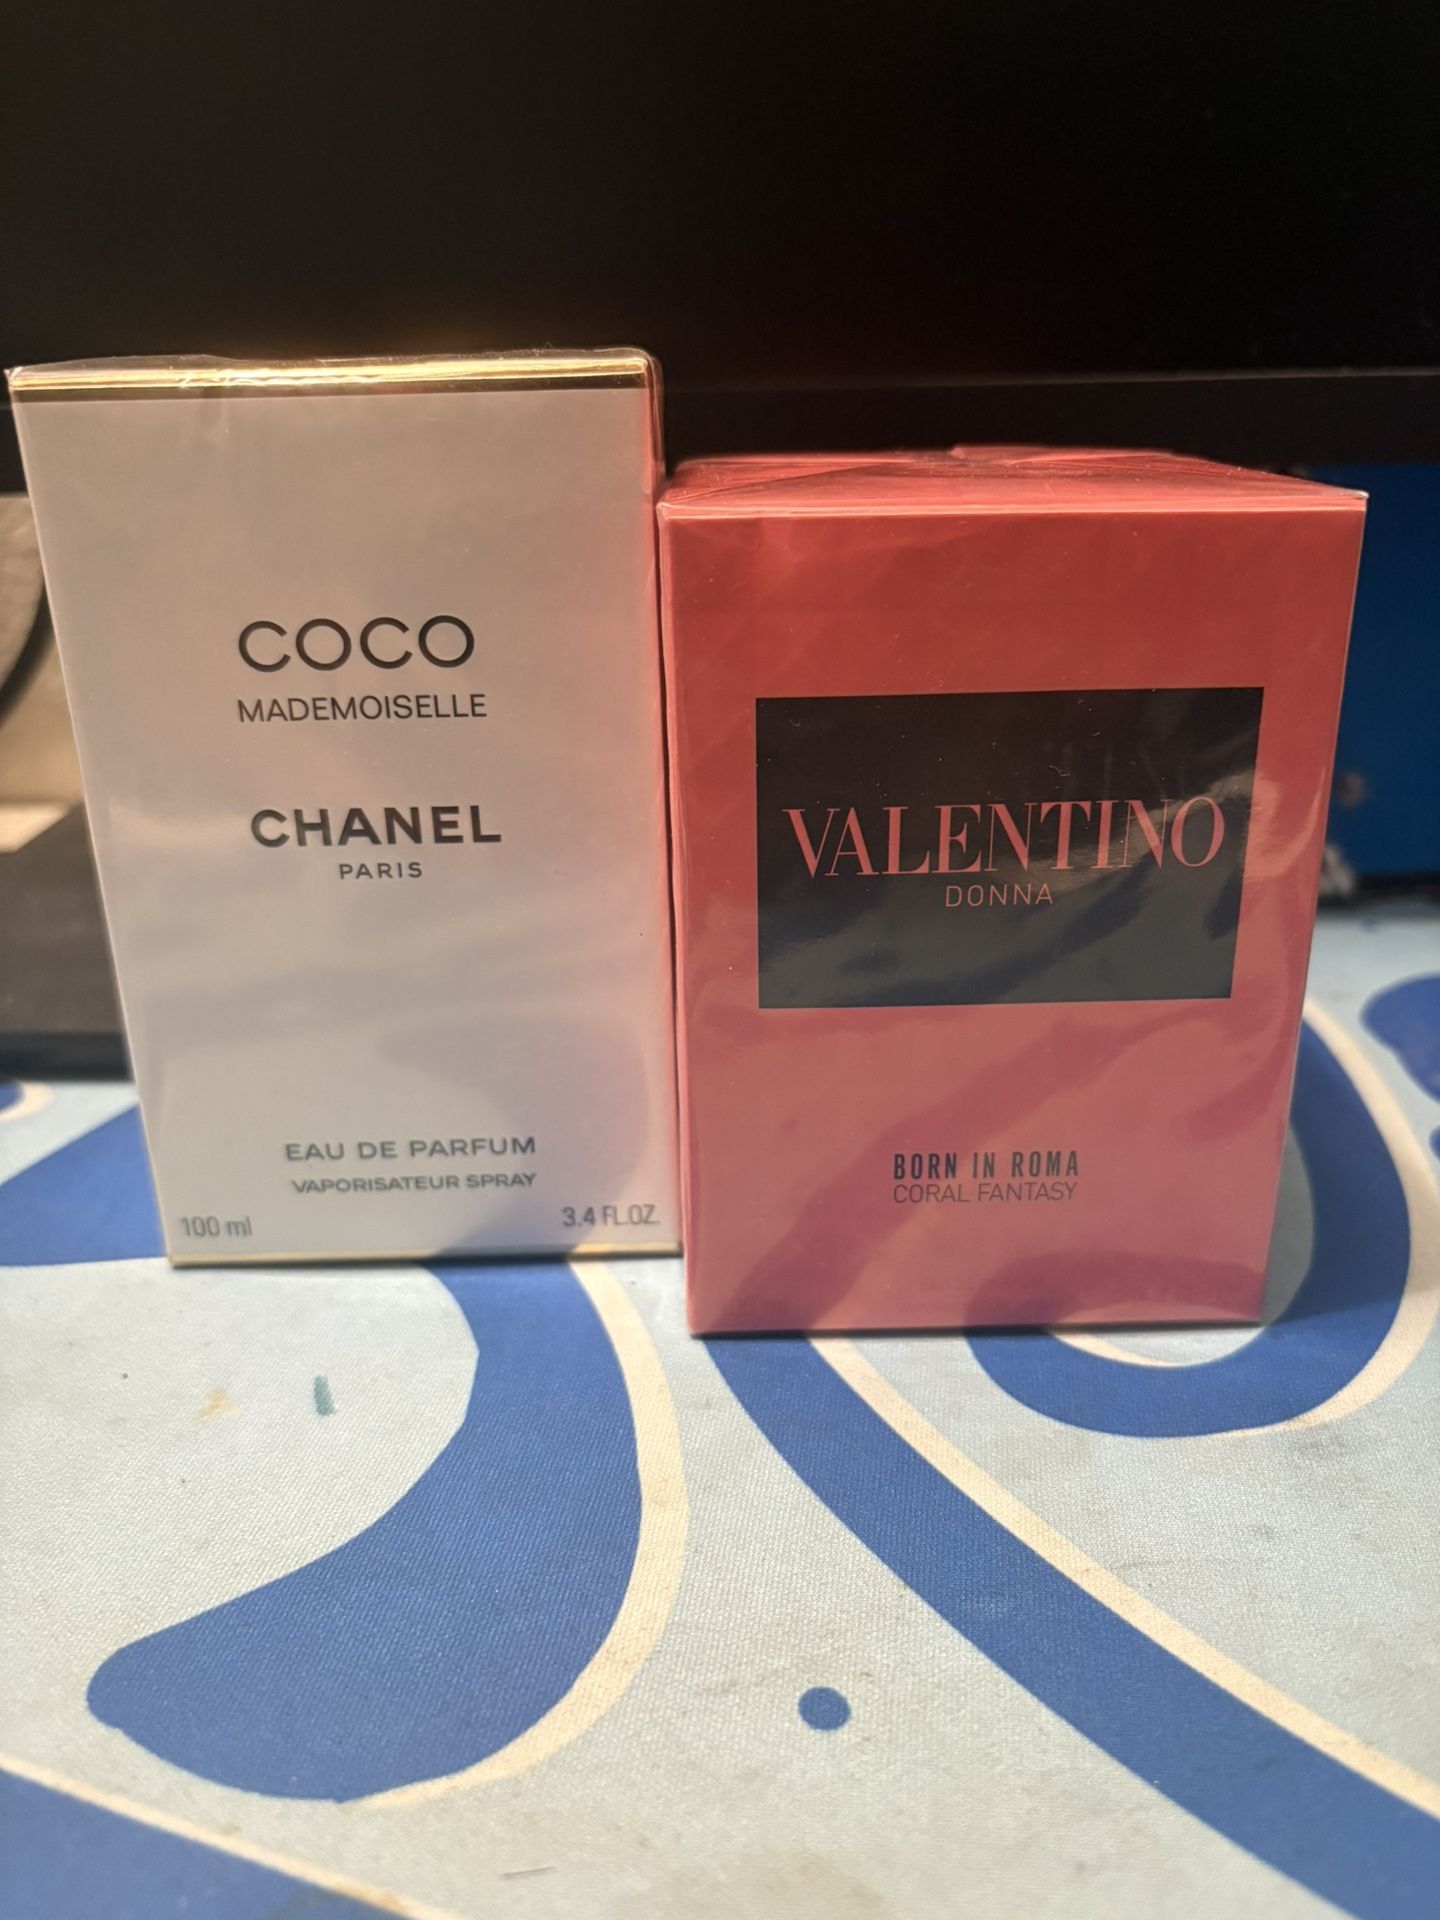 COCO
MADEMOISELLE
CHANEL
PARIS
EAU DE PARFUM
VAPORISATEUR SPRAY
100 ml
3.4 FL.OZ.
VALENTINO
DONNA
BORN IN ROMA
CORAL FANTASY